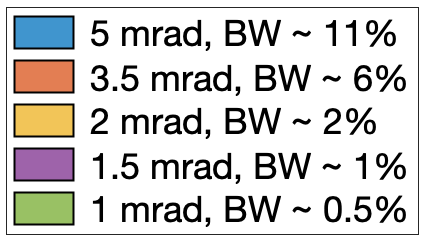 5 mrad, BW ~ 11%
3.5 mrad, BW ~ 6%
2 mrad, BW ~ 2%
1.5 mrad, BW ~ 1%
1 mrad, BW ~ 0.5%